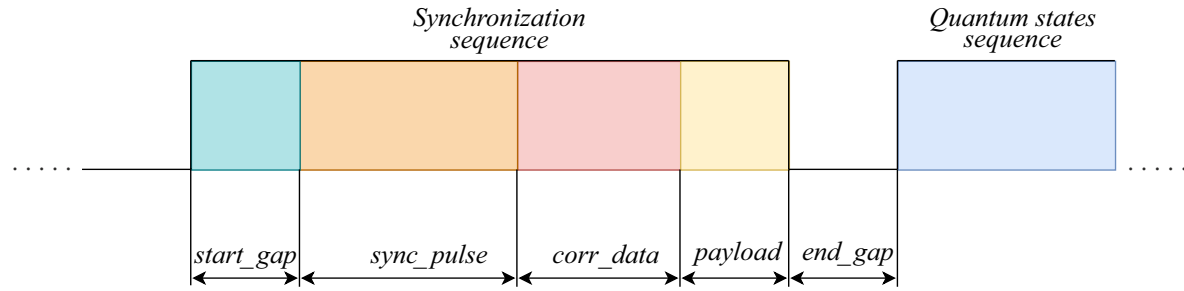 Synchronization
sequence
Quantum states
sequence
. . . . .
. . . . .
start_gap
sync_pulse
corr_data
payload
end_gap